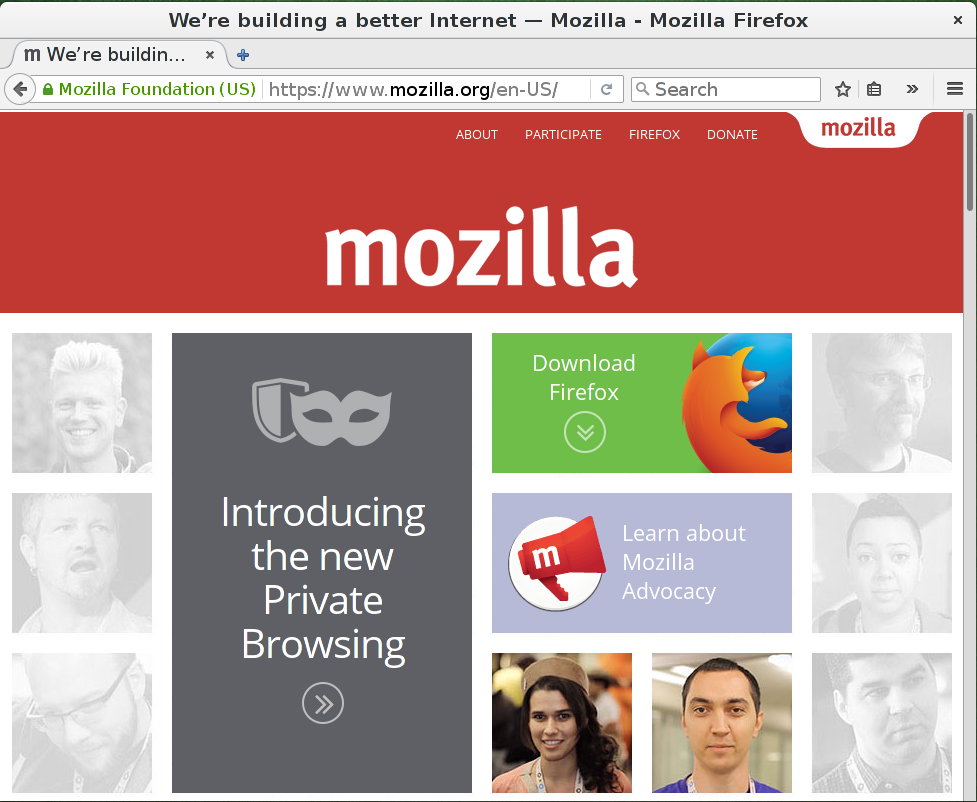 We’re building a better Internet — Mozilla - Mozilla Firefox
m We’re buildin...
Mozilla Foundation (US) https://www.mozilla.org/en-US/ Search
ABOUT PARTICIPATE FIREFOX DONATE mozilla
mozilla
Introducing
the new
Private
Browsing
Download
Firefox
m
Learn about
Mozilla
Advocacy